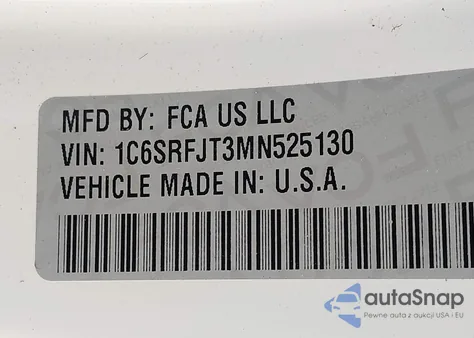 MFD BY: FCA US LLC
VIN: 1C6SRFJT3MN525130
VEHICLE MADE IN: U.S.A.
autaSnap
Pewne auta z aukcji USA i EU